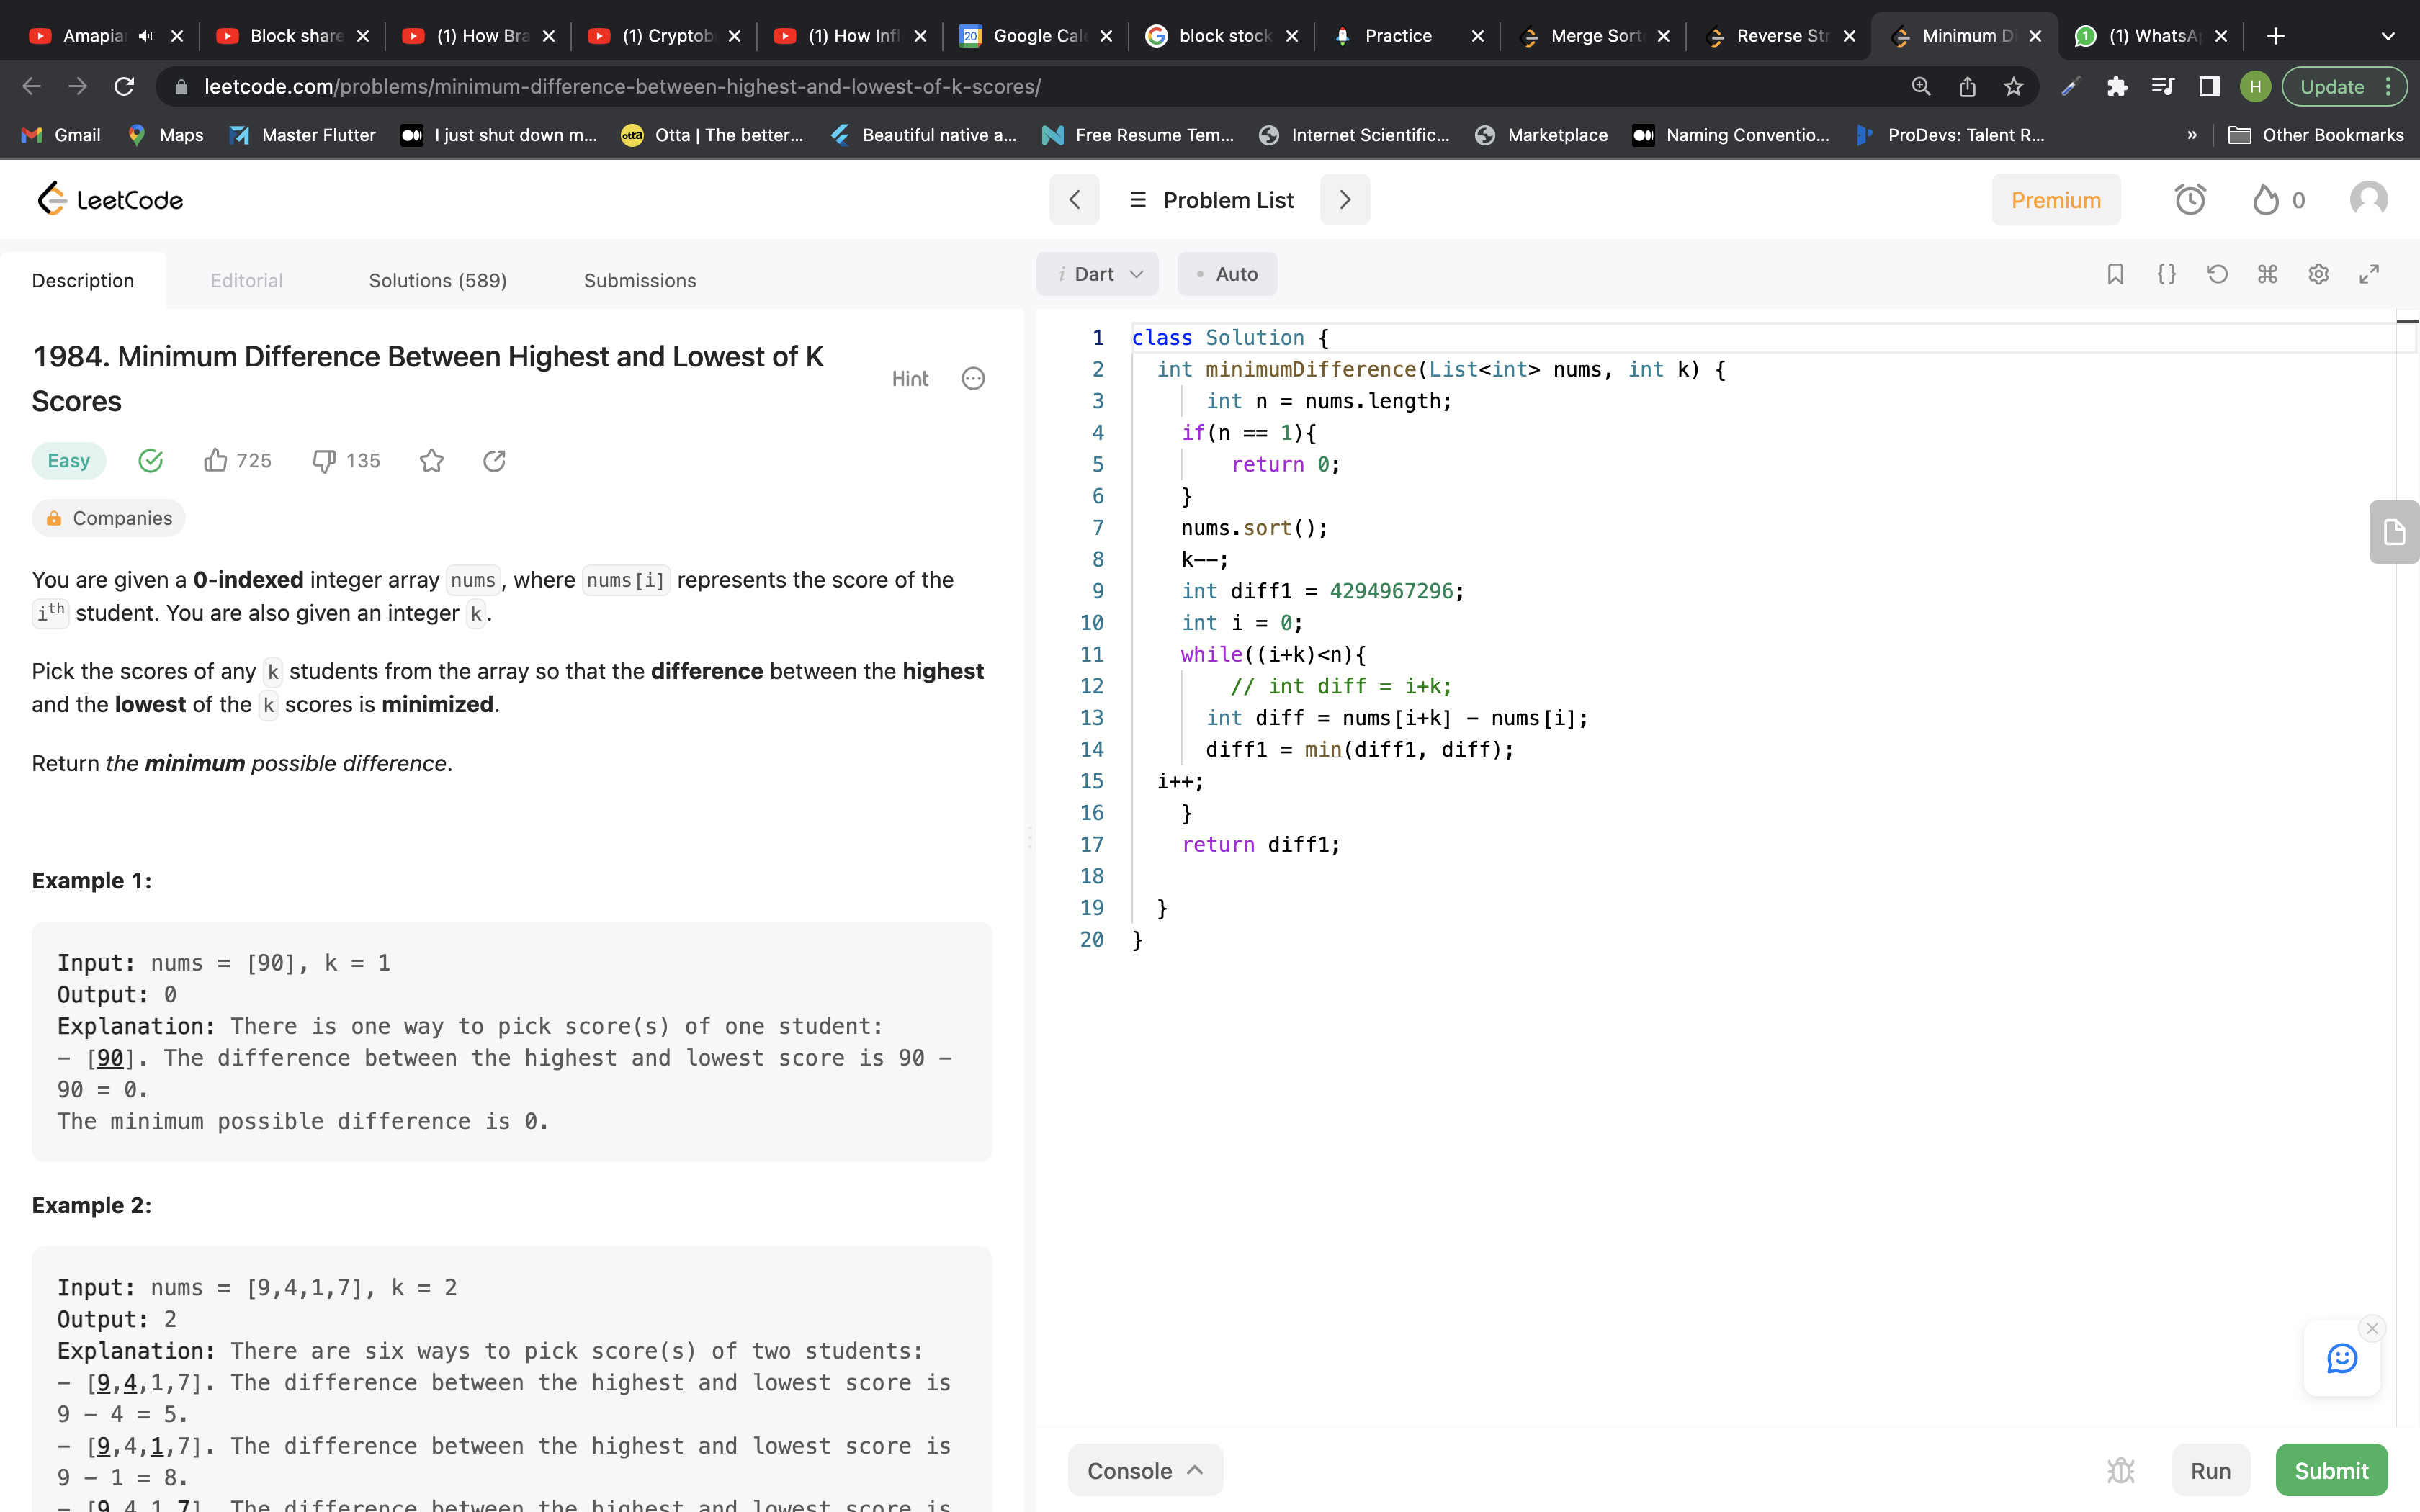 Amapia
Block share
(1) How Bra
(1) Cryptob
(1) How Infl
20
Google Cale
block stock
Practice
Merge Sort
Reverse Str
Minimum D
1
(1) WhatsA
leetcode.com/problems/minimum-difference-between-highest-and-lowest-of-k-scores/
H
Update
Gmail
Maps
Master Flutter
I just shut down m...
otta
Otta | The better...
Beautiful native a...
Free Resume Tem...
Internet Scientific...
Marketplace
Naming Conventio...
ProDevs: Talent R...
»
Other Bookmarks
LeetCode
Problem List
Premium
0
Description
Editorial
Solutions (589)
Submissions
i Dart
• Auto
{}
1984. Minimum Difference Between Highest and Lowest of K
Scores
Hint
Easy
725
135
Companies
You are given a 0-indexed integer array nums, where nums[i] represents the score of the
ith student. You are also given an integer k.
Pick the scores of any k students from the array so that the difference between the highest
and the lowest of the k scores is minimized.
Return the minimum possible difference.
Example 1:
Input: nums = [90], k = 1
Output: 0
Explanation: There is one way to pick score(s) of one student:
- [90]. The difference between the highest and lowest score is 90 -
90 = 0.
The minimum possible difference is 0.
Example 2:
Input: nums = [9,4,1,7], k = 2
Output: 2
Explanation: There are six ways to pick score(s) of two students:
- [9,4,1,7]. The difference between the highest and lowest score is
9 - 4 = 5.
- [9,4,1,7]. The difference between the highest and lowest score is
9 - 1 = 8.
- [9,4,1,7]. The difference between the highest and lowest score is
1 class Solution {
2 int minimumDifference(List<int> nums, int k) {
3 int n = nums.length;
4 if(n == 1){
5 return 0;
6 }
7 nums.sort();
8 k--;
9 int diff1 = 4294967296;
10 int i = 0;
11 while((i+k)<n){
12 // int diff = i+k;
13 int diff = nums[i+k] - nums[i];
14 diff1 = min(diff1, diff);
15 i++;
16 }
17 return diff1;
18
19 }
20 }
Console
Run
Submit